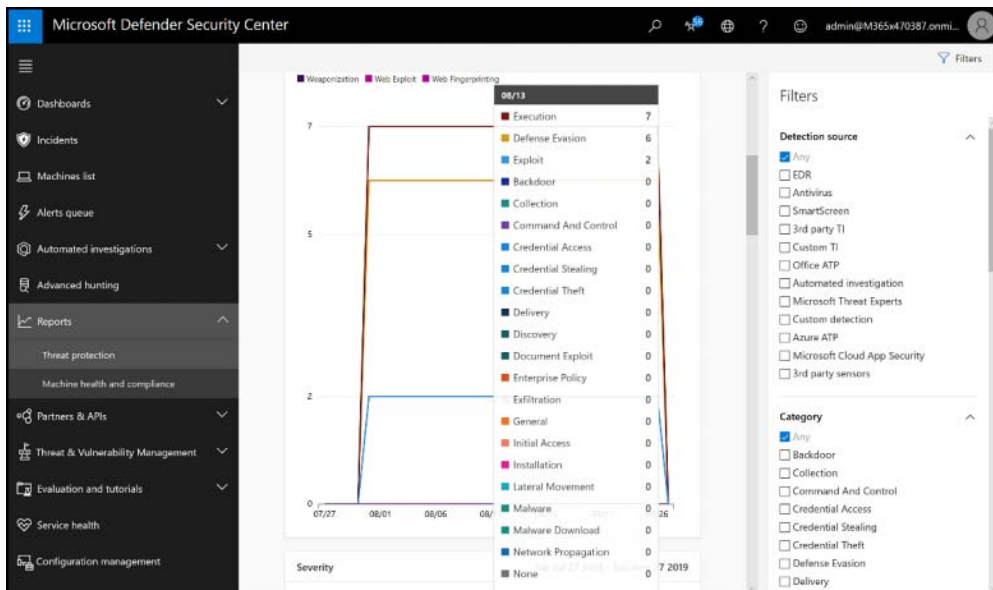 Microsoft Defender Security Center
56
?
admin@M365x470387.onmi...
Filters
Dashboards
Incidents
Machines list
Alerts queue
Automated investigations
Advanced hunting
Reports
Threat protection
Machine health and compliance
Partners & APIs
Threat & Vulnerability Management
Evaluation and tutorials
Service health
Configuration management
Weaponization Web Exploit Web Fingerprinting
7
5
2
0
07/27 08/01 08/06 08/ 26
08/13
Execution 7
Defense Evasion 6
Exploit 2
Backdoor 0
Collection 0
Command And Control 0
Credential Access 0
Credential Stealing 0
Credential Theft 0
Delivery 0
Discovery 0
Document Exploit 0
Enterprise Policy 0
Exfiltration 0
General 0
Initial Access 0
Installation 0
Lateral Movement 0
Malware 0
Malware Download 0
Network Propagation 0
None 0
Severity
7 2019
Filters
Detection source
Any
EDR
Antivirus
SmartScreen
3rd party TI
Custom TI
Office ATP
Automated investigation
Microsoft Threat Experts
Custom detection
Azure ATP
Microsoft Cloud App Security
3rd party sensors
Category
Any
Backdoor
Collection
Command And Control
Credential Access
Credential Stealing
Credential Theft
Defense Evasion
Delivery